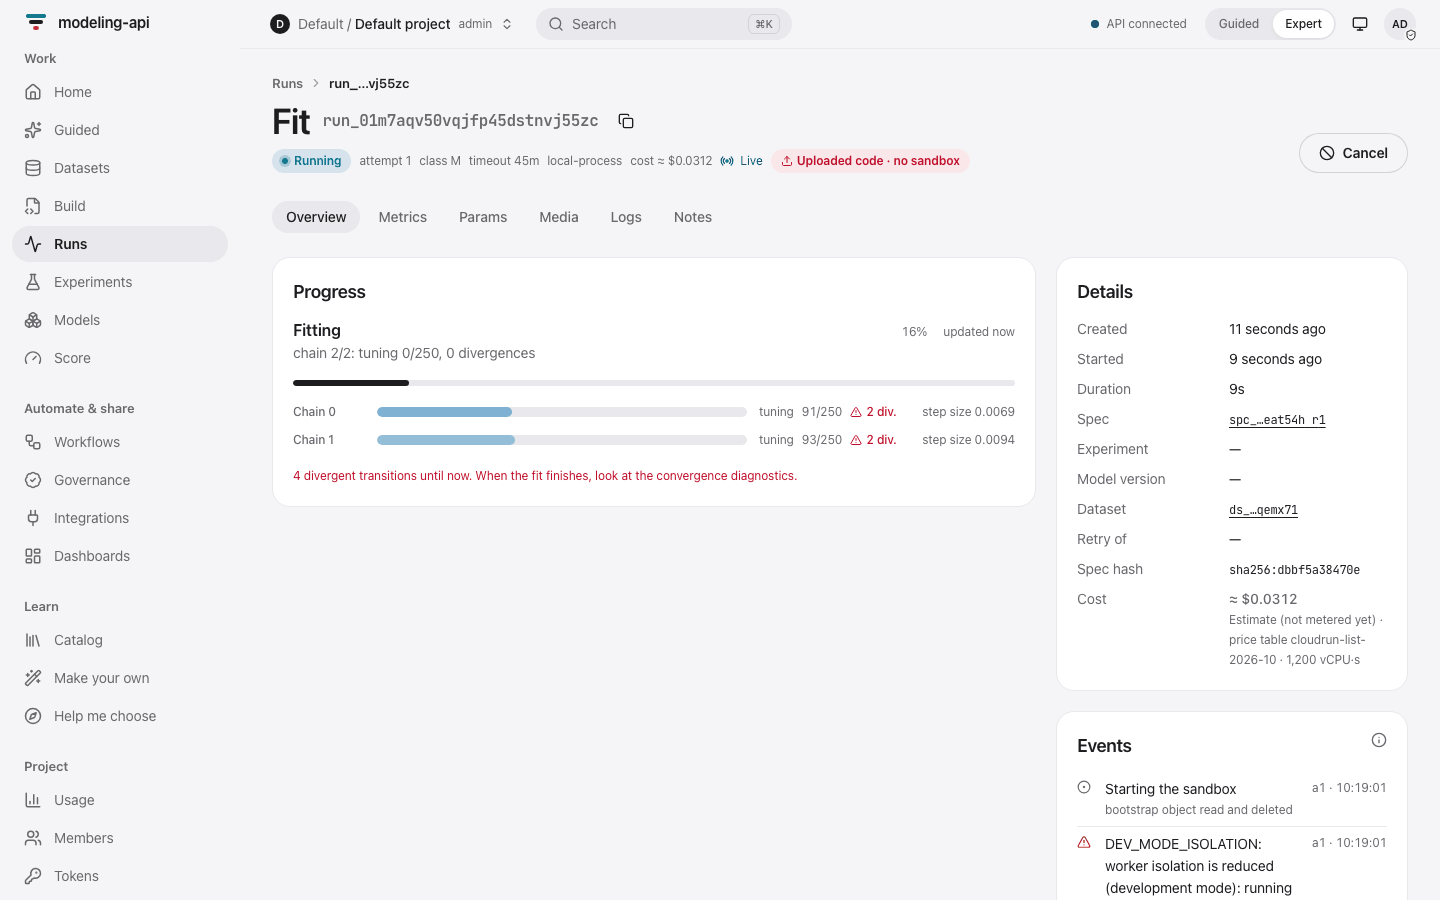 modeling-api
D Default / Default project admin
Search ⌘K
API connected
Guided Expert
AD
Work
Home
Guided
Datasets
Build
Runs
Experiments
Models
Score
Automate & share
Workflows
Governance
Integrations
Dashboards
Learn
Catalog
Make your own
Help me choose
Project
Usage
Members
Tokens
Runs > run_…vj55zc
Fit run_01m7aqv50vqjfp45dstnvj55zc
Running attempt 1 class M timeout 45m local-process cost ≈ $0.0312 Live Uploaded code · no sandbox
Cancel
Overview Metrics Params Media Logs Notes
Progress
Fitting 16% updated now
chain 2/2: tuning 0/250, 0 divergences
Chain 0 tuning 91/250 2 div. step size 0.0069
Chain 1 tuning 93/250 2 div. step size 0.0094
4 divergent transitions until now. When the fit finishes, look at the convergence diagnostics.
Details
Created 11 seconds ago
Started 9 seconds ago
Duration 9s
Spec spc_…eat54h r1
Experiment —
Model version —
Dataset ds_…qemx71
Retry of —
Spec hash sha256:dbbf5a38470e
Cost ≈ $0.0312
Estimate (not metered yet) ·
price table cloudrun-list-
2026-10 · 1,200 vCPU·s
Events
Starting the sandbox a1 · 10:19:01
bootstrap object read and deleted
DEV_MODE_ISOLATION: a1 · 10:19:01
worker isolation is reduced
(development mode): running